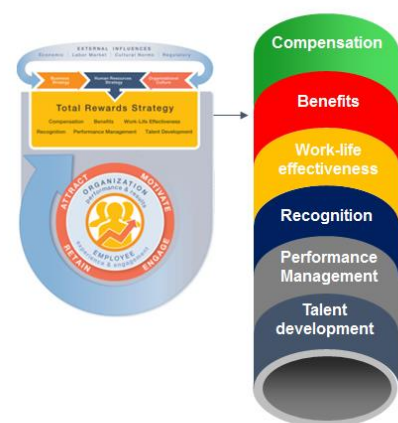 EXTERNAL INFLUENCES
Economic | Labor Market | Cultural Norms | Regulatory
Business
Strategy
Human Resources
Strategy
Organizational
Culture
Total Rewards Strategy
Compensation Benefits Work-Life Effectiveness
Recognition Performance Management Talent Development
ATTRACT
MOTIVATE
RETAIN
ENGAGE
ORGANIZATION
performance & results
EMPLOYEE
experience & engagement
Compensation
Benefits
Work-life
effectiveness
Recognition
Performance
Management
Talent
development